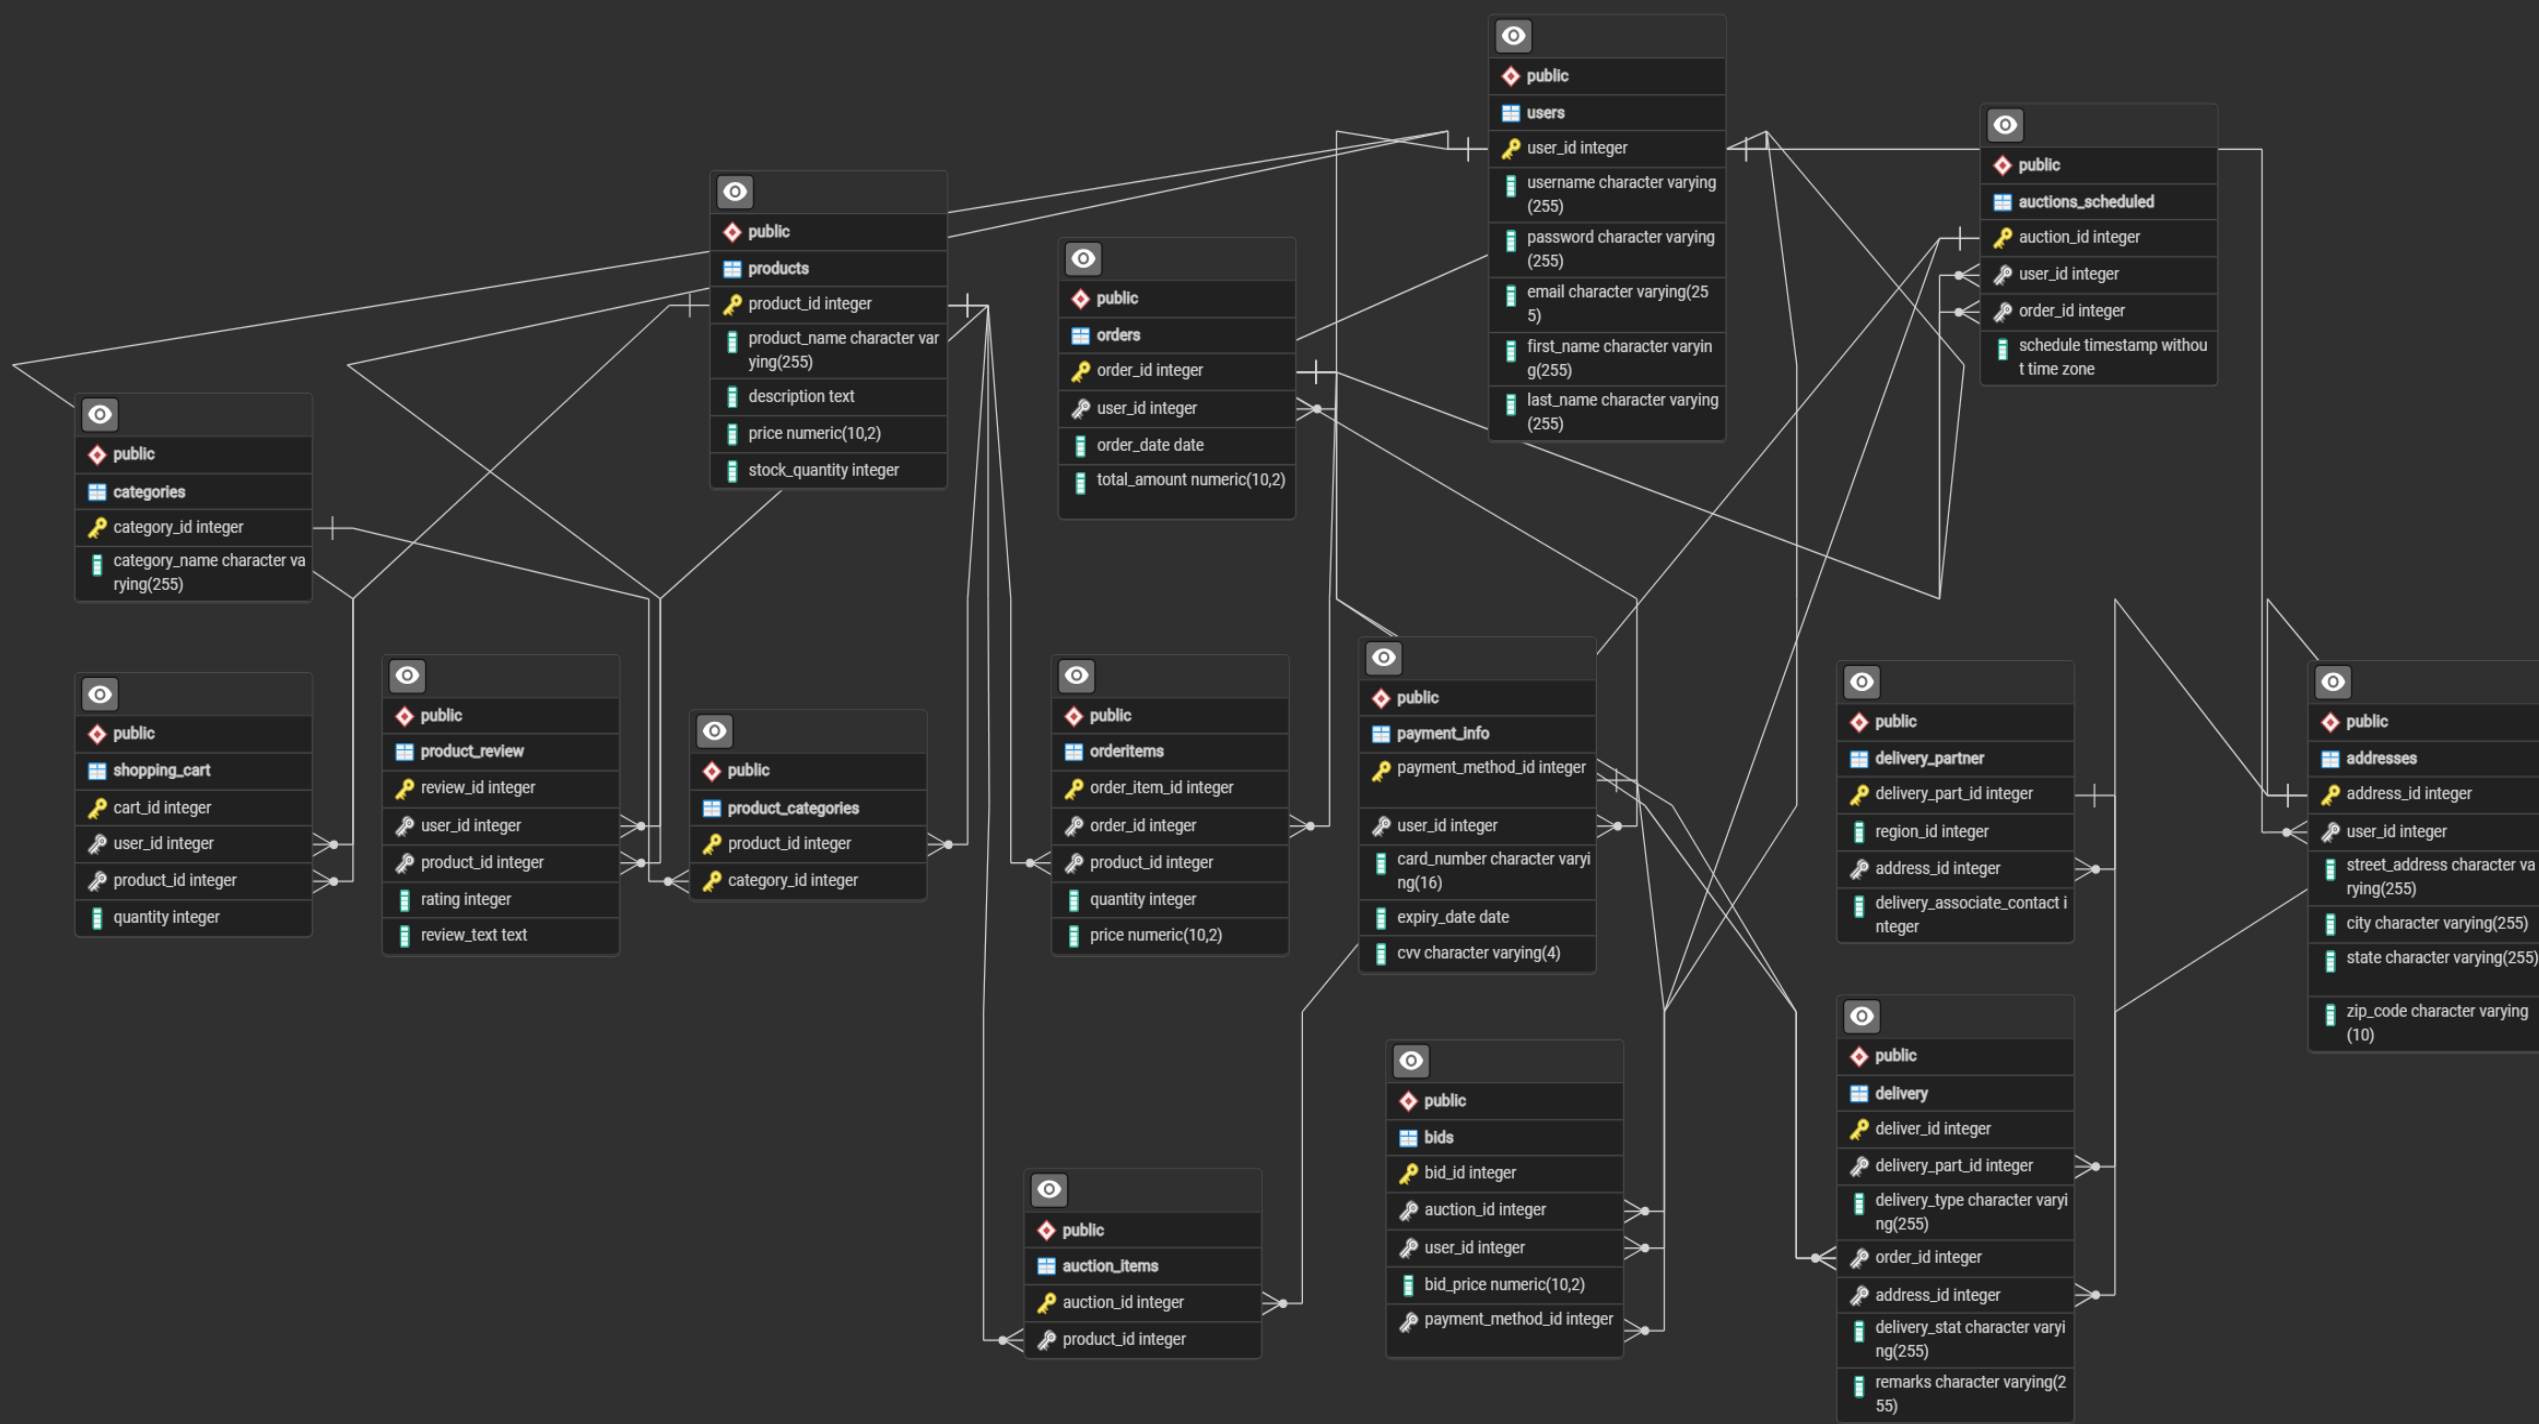 public
users
user_id integer
username character varying
(255)
password character varying
(255)
email character varying(25
5)
first_name character varyin
g(255)
last_name character varying
(255)
public
auctions_scheduled
auction_id integer
user_id integer
order_id integer
schedule timestamp withou
t time zone
public
products
product_id integer
product_name character var
ying(255)
description text
price numeric(10,2)
stock_quantity integer
public
orders
order_id integer
user_id integer
order_date date
total_amount numeric(10,2)
public
categories
category_id integer
category_name character va
rying(255)
public
shopping_cart
cart_id integer
user_id integer
product_id integer
quantity integer
public
product_review
review_id integer
user_id integer
product_id integer
rating integer
review_text text
public
product_categories
product_id integer
category_id integer
public
orderitems
order_item_id integer
order_id integer
product_id integer
quantity integer
price numeric(10,2)
public
payment_info
payment_method_id integer
user_id integer
card_number character varyi
ng(16)
expiry_date date
cvv character varying(4)
public
delivery_partner
delivery_part_id integer
region_id integer
address_id integer
delivery_associate_contact i
nteger
public
addresses
address_id integer
user_id integer
street_address character va
rying(255)
city character varying(255)
state character varying(255)
zip_code character varying
(10)
public
auction_items
auction_id integer
product_id integer
public
bids
bid_id integer
auction_id integer
user_id integer
bid_price numeric(10,2)
payment_method_id integer
public
delivery
deliver_id integer
delivery_part_id integer
delivery_type character varyi
ng(255)
order_id integer
address_id integer
delivery_stat character varyi
ng(255)
remarks character varying(2
55)